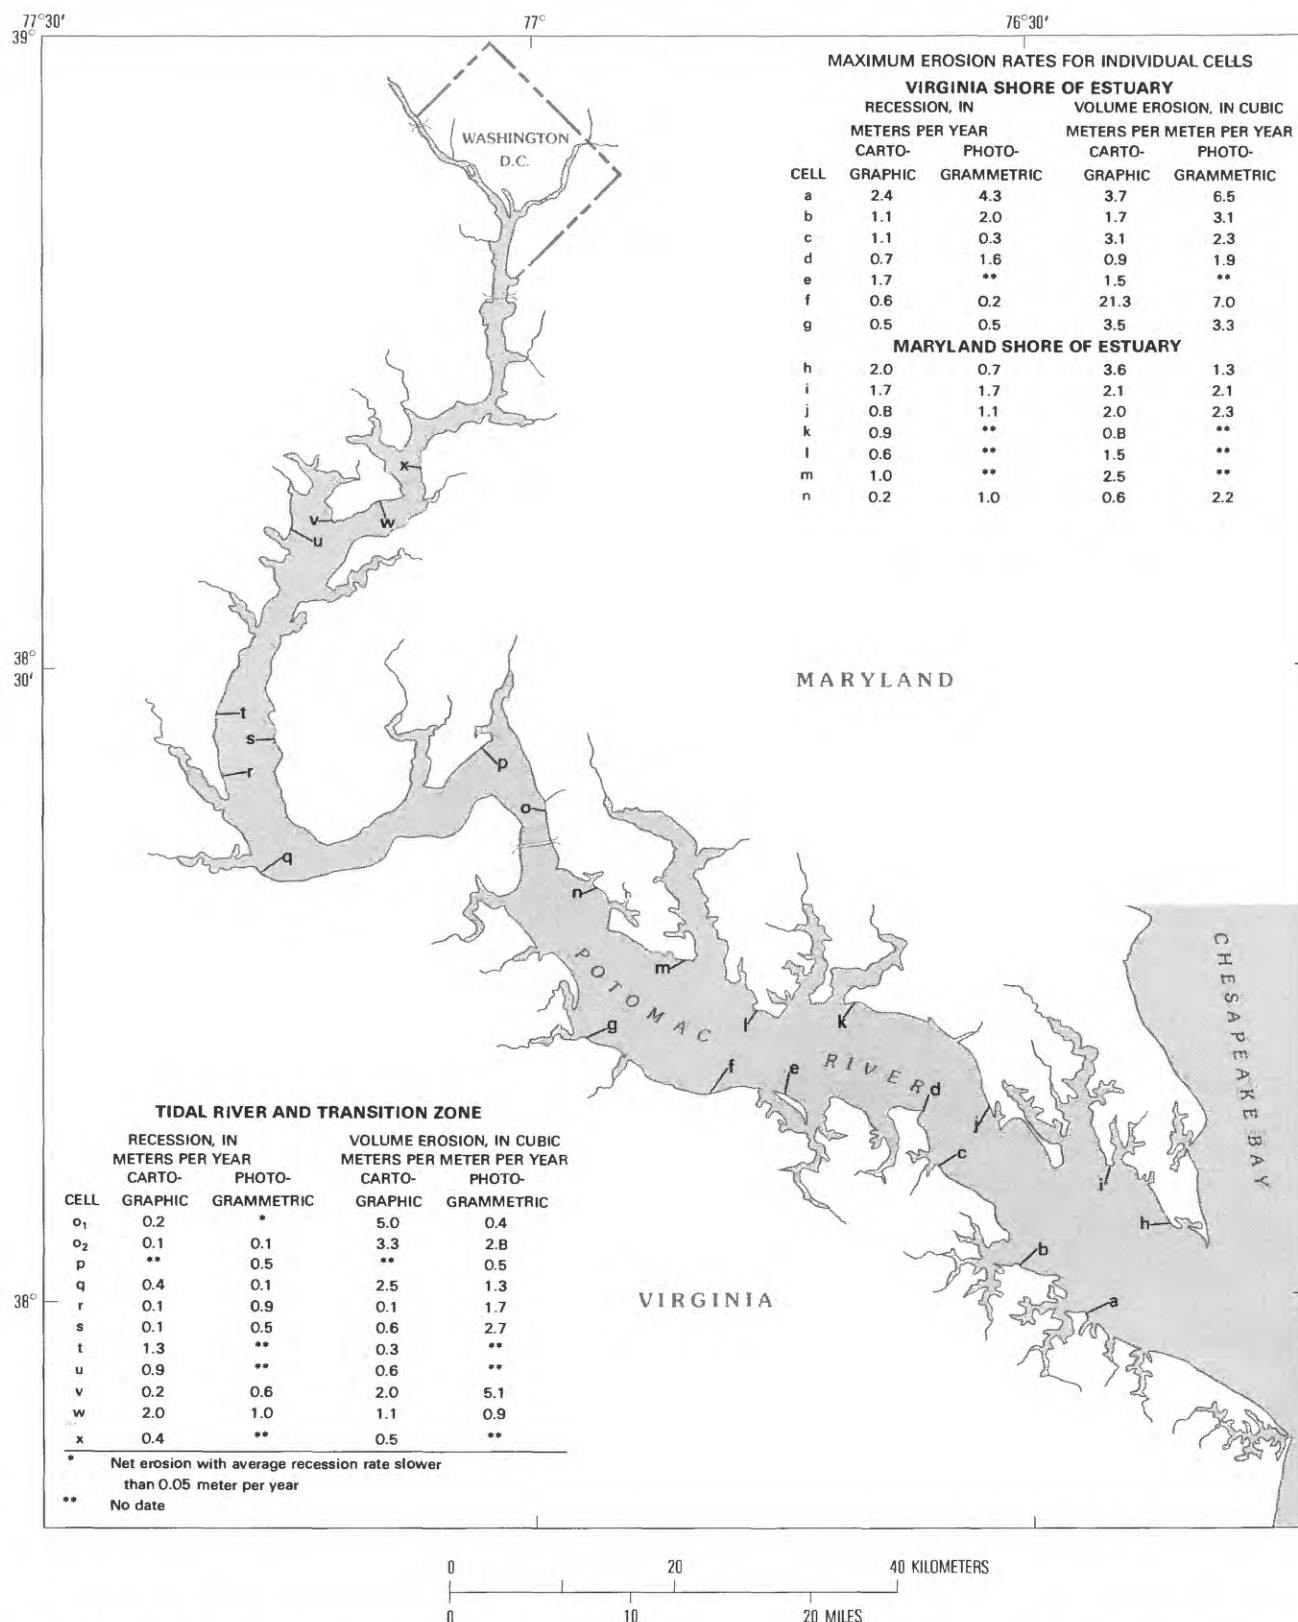 77°30' 77° 76°30'
39°
MAXIMUM EROSION RATES FOR INDIVIDUAL CELLS
VIRGINIA SHORE OF ESTUARY
RECESSION, IN VOLUME EROSION, IN CUBIC
METERS PER YEAR METERS PER METER PER YEAR
CARTO- PHOTO- CARTO- PHOTO-
CELL GRAPHIC GRAMMETRIC GRAPHIC GRAMMETRIC
a 2.4 4.3 3.7 6.5
b 1.1 2.0 1.7 3.1
c 1.1 0.3 3.1 2.3
d 0.7 1.6 0.9 1.9
e 1.7 ** 1.5 **
f 0.6 0.2 21.3 7.0
g 0.5 0.5 3.5 3.3
MARYLAND SHORE OF ESTUARY
h 2.0 0.7 3.6 1.3
i 1.7 1.7 2.1 2.1
j 0.B 1.1 2.0 2.3
k 0.9 ** 0.B **
l 0.6 ** 1.5 **
m 1.0 ** 2.5 **
n 0.2 1.0 0.6 2.2
WASHINGTON
D.C.
x
v
w
u
38°
30'
MARYLAND
t
s
p
r
o
q
n
m
POTOMAC
RIVER
CHESAPEAKE BAY
l
k
g
f
e
d
j
c
i
h
b
a
VIRGINIA
38°
TIDAL RIVER AND TRANSITION ZONE
RECESSION, IN VOLUME EROSION, IN CUBIC
METERS PER YEAR METERS PER METER PER YEAR
CARTO- PHOTO- CARTO- PHOTO-
CELL GRAPHIC GRAMMETRIC GRAPHIC GRAMMETRIC
o₁ 0.2 * 5.0 0.4
o₂ 0.1 0.1 3.3 2.B
p ** 0.5 ** 0.5
q 0.4 0.1 2.5 1.3
r 0.1 0.9 0.1 1.7
s 0.1 0.5 0.6 2.7
t 1.3 ** 0.3 **
u 0.9 ** 0.6 **
v 0.2 0.6 2.0 5.1
w 2.0 1.0 1.1 0.9
x 0.4 ** 0.5 **
* Net erosion with average recession rate slower
than 0.05 meter per year
** No date
0 20 40 KILOMETERS
0 10 20 MILES